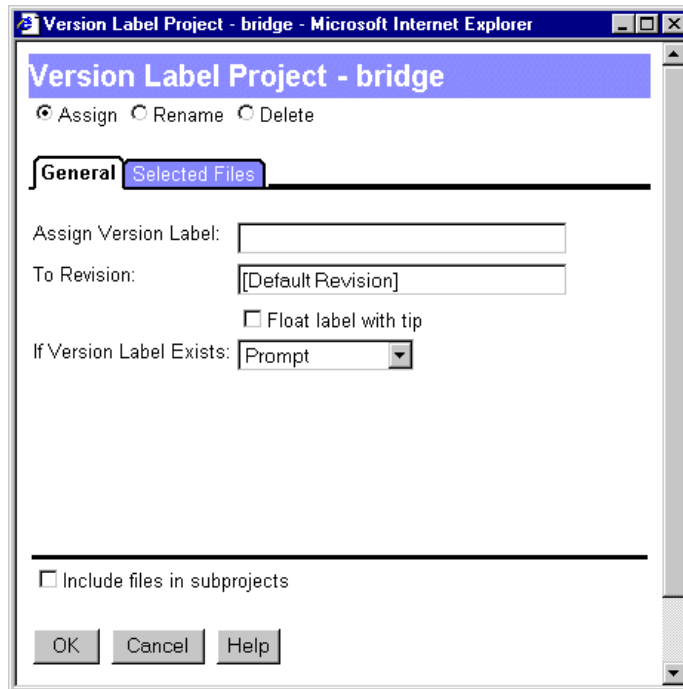 Version Label Project - bridge - Microsoft Internet Explorer
Version Label Project - bridge
Assign Rename Delete
General Selected Files
Assign Version Label:
To Revision: [Default Revision]
Float label with tip
If Version Label Exists: Prompt
Include files in subprojects
OK Cancel Help